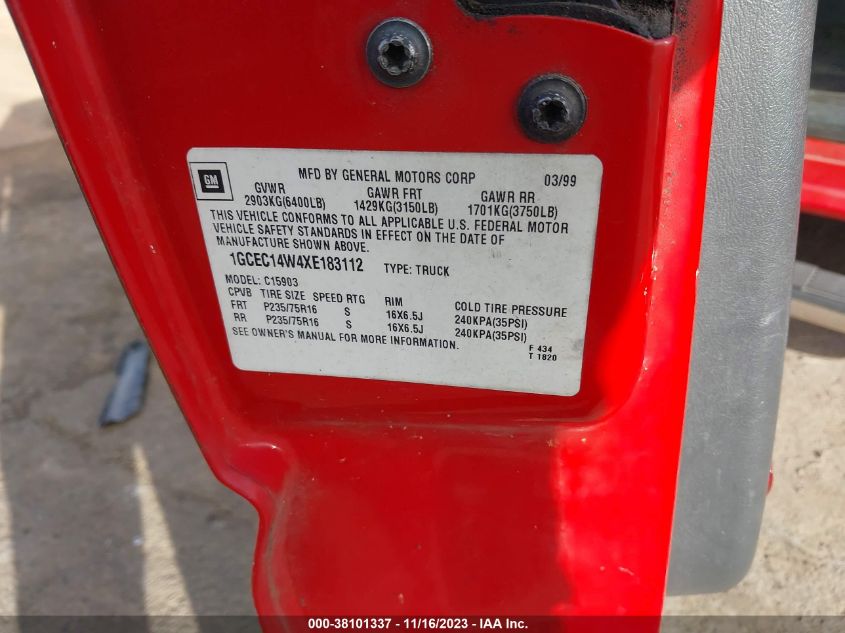 GM
MFD BY GENERAL MOTORS CORP 03/99
GVWR GAWR FRT GAWR RR
2903KG(6400LB) 1429KG(3150LB) 1701KG(3750LB)
THIS VEHICLE CONFORMS TO ALL APPLICABLE U.S. FEDERAL MOTOR
VEHICLE SAFETY STANDARDS IN EFFECT ON THE DATE OF
MANUFACTURE SHOWN ABOVE.
1GCEC14W4XE183112 TYPE: TRUCK
MODEL: C15903
CPVB TIRE SIZE SPEED RTG RIM COLD TIRE PRESSURE
FRT P235/75R16 S 16X6.5J 240KPA(35PSI)
RR P235/75R16 S 16X6.5J 240KPA(35PSI)
SEE OWNER'S MANUAL FOR MORE INFORMATION.
F 434
T 1820
000-38101337 - 11/16/2023 - IAA Inc.